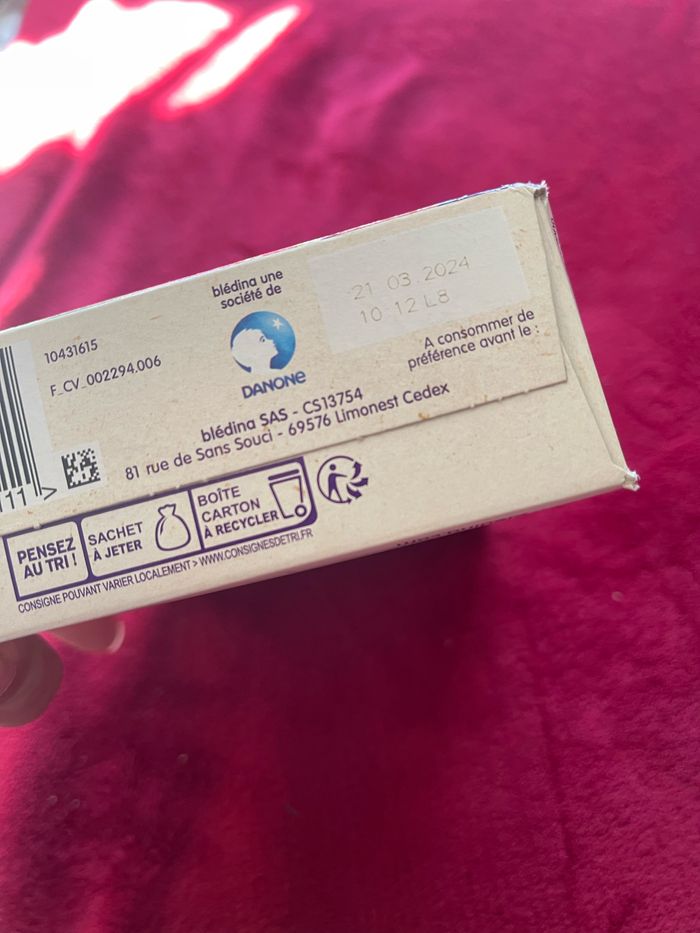 blédina une
société de
DANONE
21 03 2024
10 12 L8
A consommer de
préférence avant le :
10431615
F_CV_002294.006
blédina SAS - CS13754
81 rue de Sans Souci - 69576 Limonest Cedex
111 >
PENSEZ
AU TRI !
SACHET
À JETER
BOÎTE
CARTON
À RECYCLER
CONSIGNE POUVANT VARIER LOCALEMENT > WWW.CONSIGNESDETRI.FR